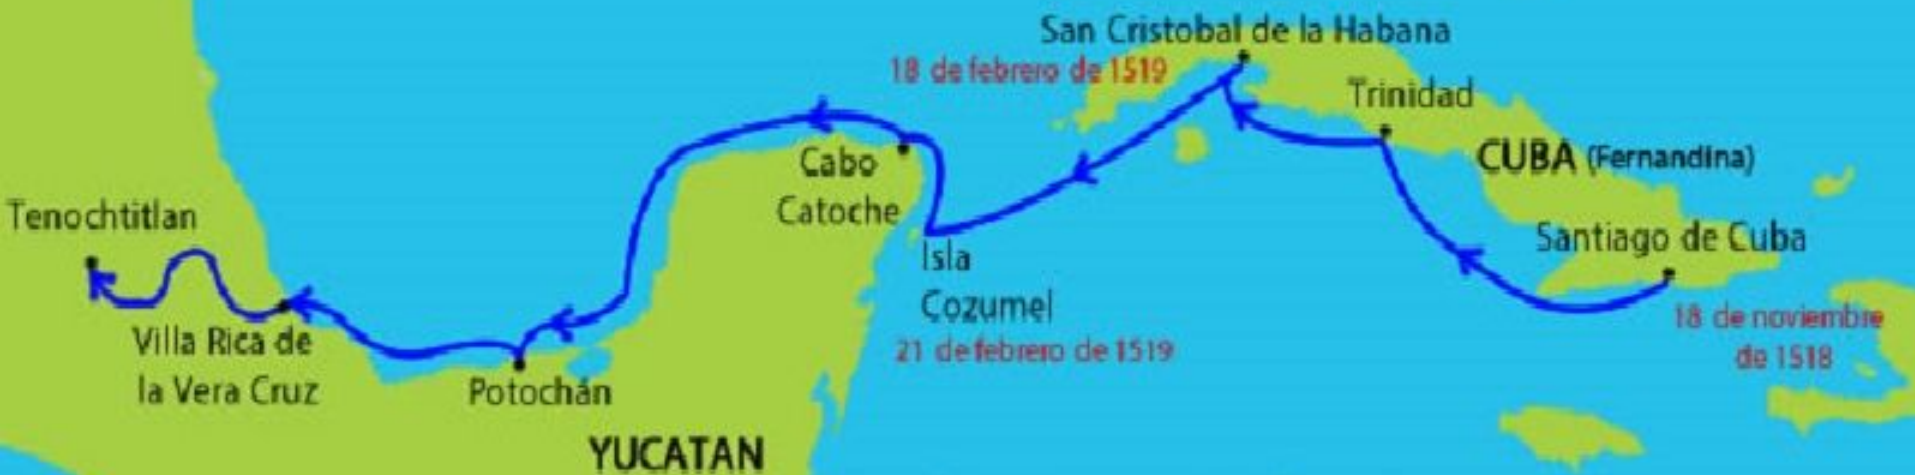 San Cristobal de la Habana
18 de febrero de 1519
Trinidad
CUBA (Fernandina)
Cabo
Catoche
Tenochtitlan
Santiago de Cuba
Isla
Cozumel
21 de febrero de 1519
18 de noviembre
de 1518
Villa Rica de
la Vera Cruz
Potochán
YUCATAN